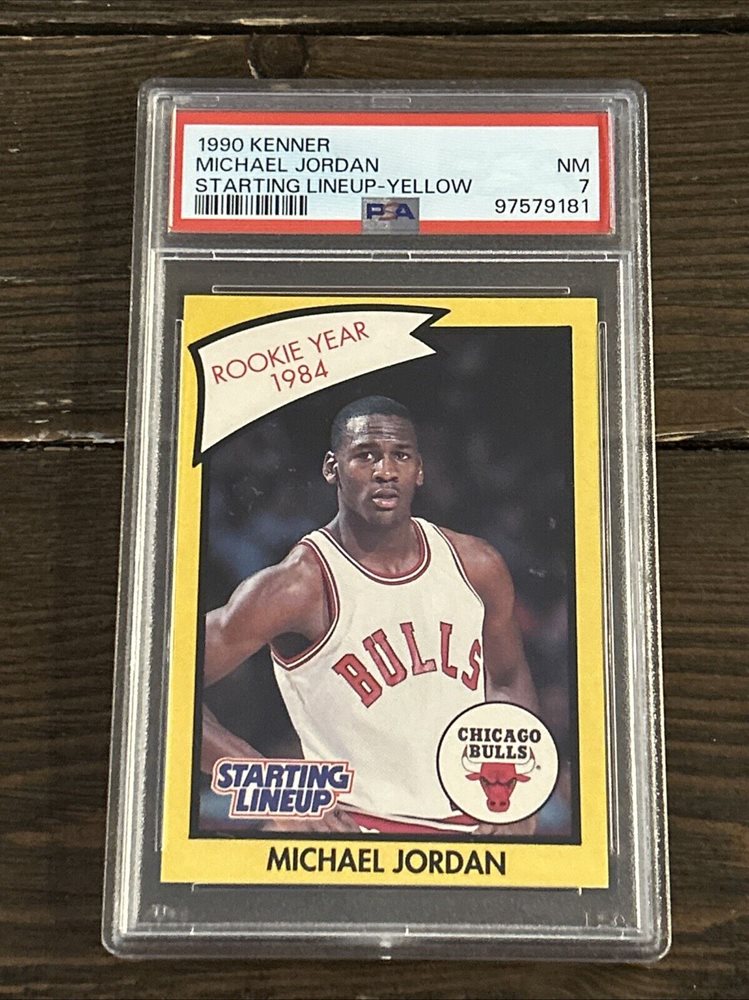 1990 KENNER
MICHAEL JORDAN NM
STARTING LINEUP-YELLOW 7
PSA 97579181
ROOKIE YEAR
1984
BULLS
CHICAGO
BULLS
®
STARTING
LINEUP
MICHAEL JORDAN